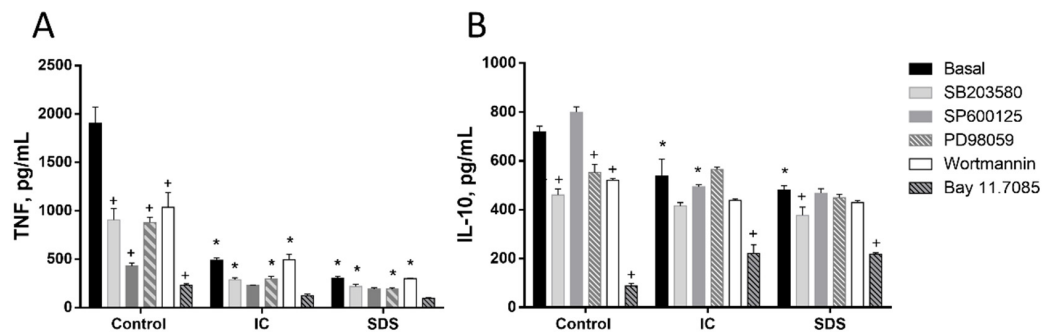 A
TNF, pg/mL
2500
2000
1500
1000
500
0
+
+
+
+
+
*
*
*
*
*
*
*
*
Control
IC
SDS
B
IL-10, pg/mL
1000
800
600
400
200
0
+
+
+
+
*
*
+
*
+
+
Control
IC
SDS
Basal
SB203580
SP600125
PD98059
Wortmannin
Bay 11.7085